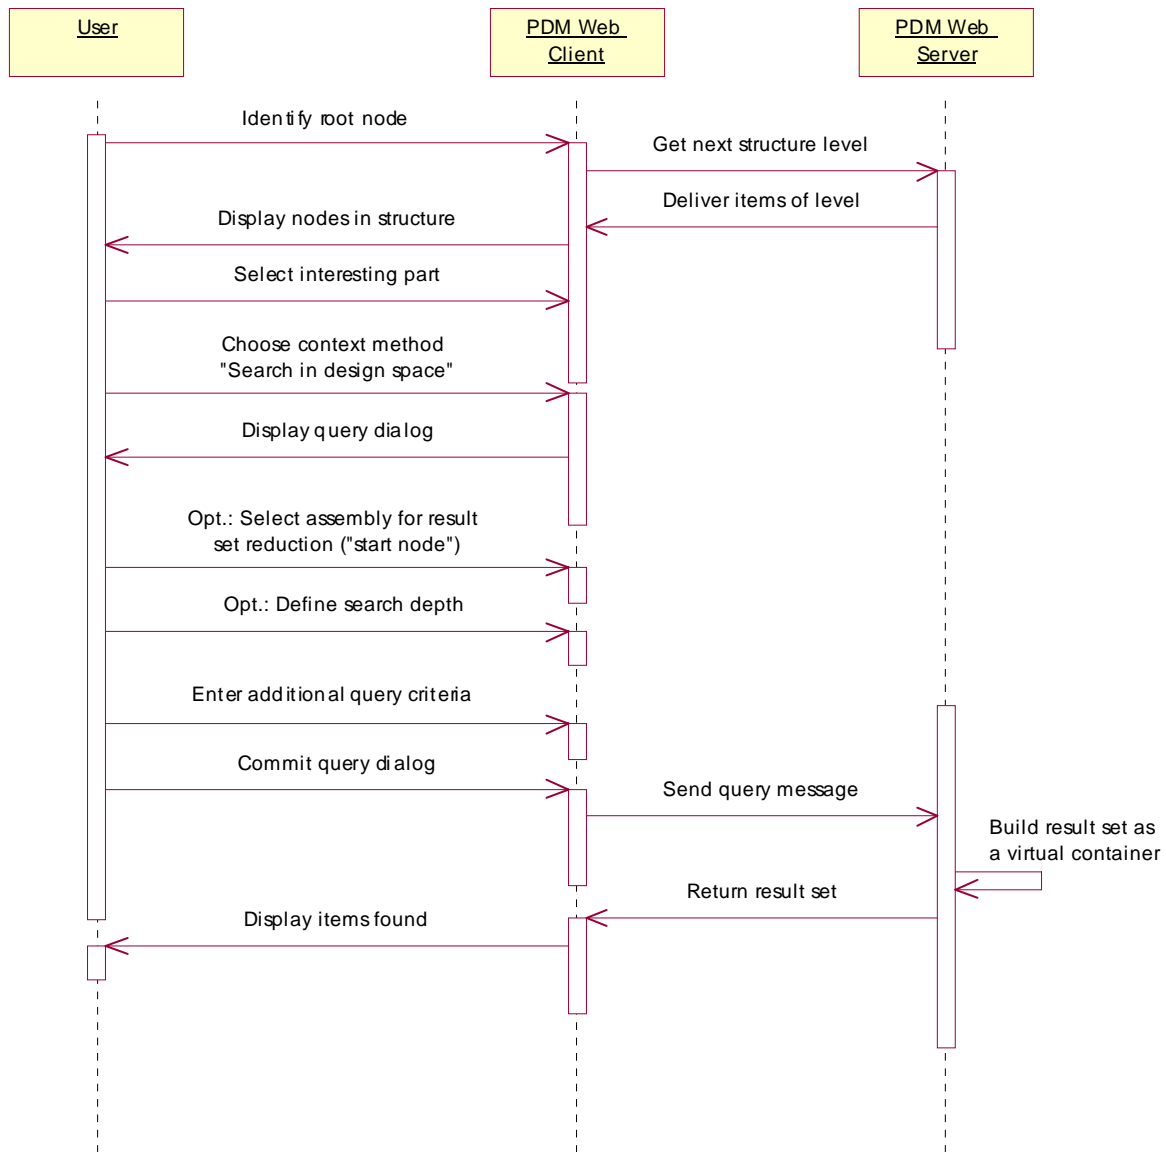 User
PDM Web
Client
PDM Web
Server
Identify root node
Get next structure level
Deliver items of level
Display nodes in structure
Select interesting part
Choose context method
"Search in design space"
Display query dialog
Opt.: Select assembly for result
set reduction ("start node")
Opt.: Define search depth
Enter additional query criteria
Commit query dialog
Send query message
Build result set as
a virtual container
Return result set
Display items found